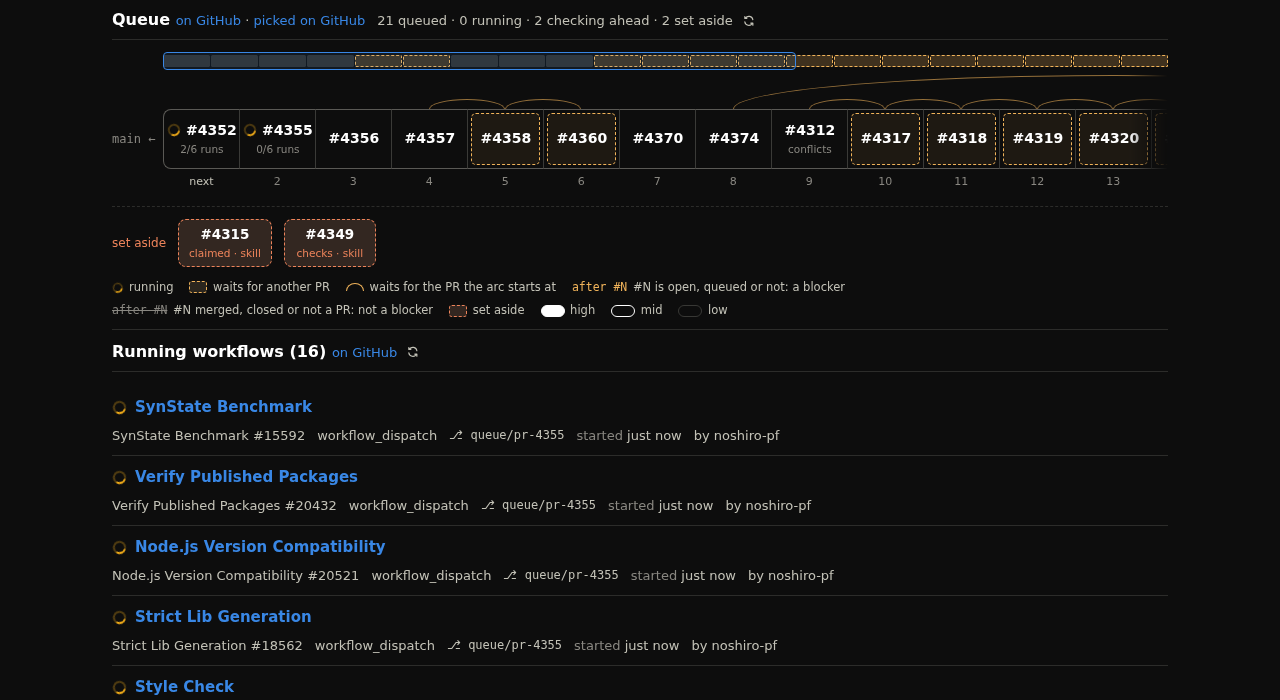 Queue on GitHub · picked on GitHub 21 queued · 0 running · 2 checking ahead · 2 set aside
main ← #4352 #4355 #4356 #4357 #4358 #4360 #4370 #4374 #4312 #4317 #4318 #4319 #4320
2/6 runs 0/6 runs conflicts
next 2 3 4 5 6 7 8 9 10 11 12 13
set aside #4315 #4349
claimed · skill checks · skill
running waits for another PR waits for the PR the arc starts at after #N #N is open, queued or not: a blocker
after #N #N merged, closed or not a PR: not a blocker set aside high mid low
Running workflows (16) on GitHub
SynState Benchmark
SynState Benchmark #15592 workflow_dispatch ⎇ queue/pr-4355 started just now by noshiro-pf
Verify Published Packages
Verify Published Packages #20432 workflow_dispatch ⎇ queue/pr-4355 started just now by noshiro-pf
Node.js Version Compatibility
Node.js Version Compatibility #20521 workflow_dispatch ⎇ queue/pr-4355 started just now by noshiro-pf
Strict Lib Generation
Strict Lib Generation #18562 workflow_dispatch ⎇ queue/pr-4355 started just now by noshiro-pf
Style Check